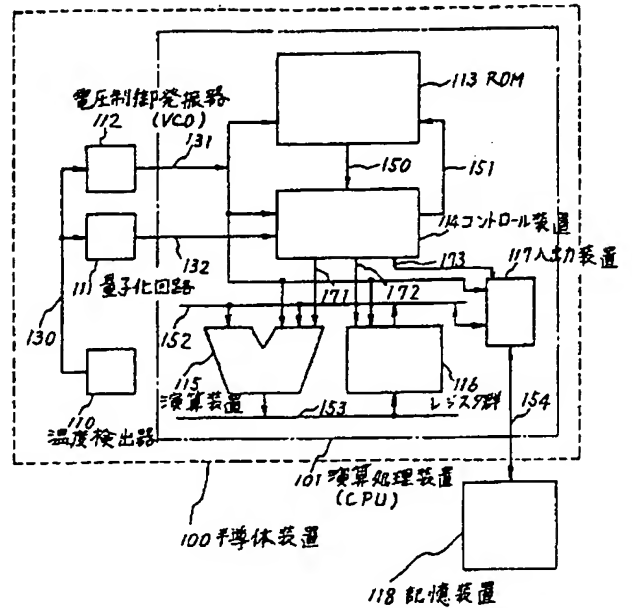 113 ROM
電圧制御発振器
(VCO)
112
131
150
151
114 コントロール装置
111 量子化回路
132
173
117 入出力装置
171
172
152
130
115
演算装置
116
レジスタ群
153
154
110
温度検出器
101 演算処理装置
(CPU)
100 半導体装置
118 記憶装置